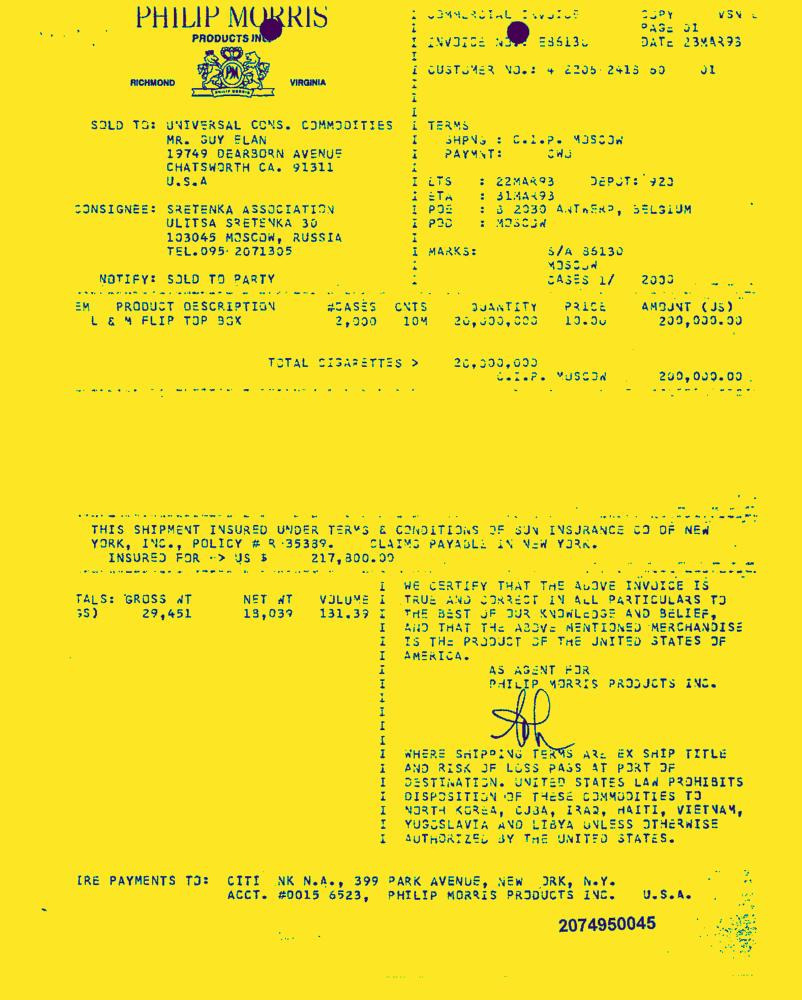 PHILIP MORRIS
PRODUCTS INC
RICHMOND VIRGINIA
COMMERCIAL INVOICE COPY
PAGE 01
INVOICE NO.: DATE 23MAR93
CUSTOMER NO.: 4 2205 2413 60 01
SOLD TO: UNIVERSAL CONS. COMMODITIES
MR. GUY ELAN
19749 DEARBORN AVENUE
CHATSWORTH CA. 91311
U.S.A
TERMS
SHPNG : C.I.P. MOSCOW
PAYMNT:
ETS : 22MAR93 DEPOT: 920
ETA : 31MAR93
POE : B 2030 ANTWERP, BELGIUM
POD : MOSCOW
CONSIGNEE: SRETENKA ASSOCIATION
ULITSA SRETENKA 30
103045 MOSCOW, RUSSIA
TEL.095 2071305
MARKS: S/A 86130
MOSCOW
CASES 1/ 2000
NOTIFY: SOLD TO PARTY
EM PRODUCT DESCRIPTION #CASES CNTS QUANTITY PRICE AMOUNT (US)
L & M FLIP TOP BOX 2,000 10M 20,000,000 10.00 200,000.00
TOTAL CIGARETTES > 20,000,000
C.I.P. MOSCOW 200,000.00
THIS SHIPMENT INSURED UNDER TERMS & CONDITIONS OF SUN INSURANCE CO OF NEW
YORK, INC., POLICY # R 35389. CLAIMS PAYABLE IN NEW YORK.
INSURED FOR -> US $ 217,800.00
TALS: GROSS WT NET WT VOLUME
GS) 29,451 18,039 131.39
WE CERTIFY THAT THE ABOVE INVOICE IS
TRUE AND CORRECT IN ALL PARTICULARS TO
THE BEST OF OUR KNOWLEDGE AND BELIEF,
AND THAT THE ABOVE MENTIONED MERCHANDISE
IS THE PRODUCT OF THE UNITED STATES OF
AMERICA.
AS AGENT FOR
PHILIP MORRIS PRODUCTS INC.
WHERE SHIPPING TERMS ARE EX SHIP TITLE
AND RISK OF LOSS PASS AT PORT OF
DESTINATION. UNITED STATES LAW PROHIBITS
DISPOSITION OF THESE COMMODITIES TO
NORTH KOREA, CUBA, IRAQ, HAITI, VIETNAM,
YUGOSLAVIA AND LIBYA UNLESS OTHERWISE
AUTHORIZED BY THE UNITED STATES.
IRE PAYMENTS TO: CITI NK N.A., 399 PARK AVENUE, NEW ORK, N.Y.
ACCT. #0015 6523, PHILIP MORRIS PRODUCTS INC. U.S.A.
2074950045